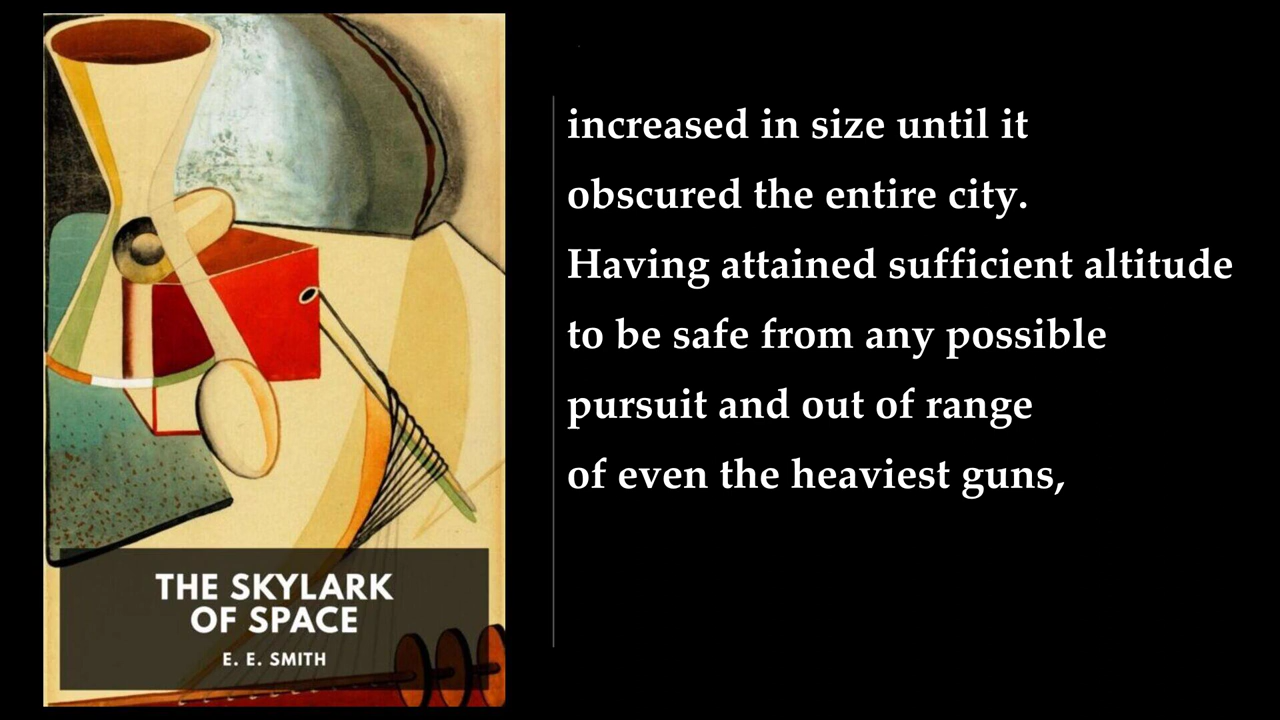 THE SKYLARK
OF SPACE
E. E. SMITH
increased in size until it
obscured the entire city.
Having attained sufficient altitude
to be safe from any possible
pursuit and out of range
of even the heaviest guns,